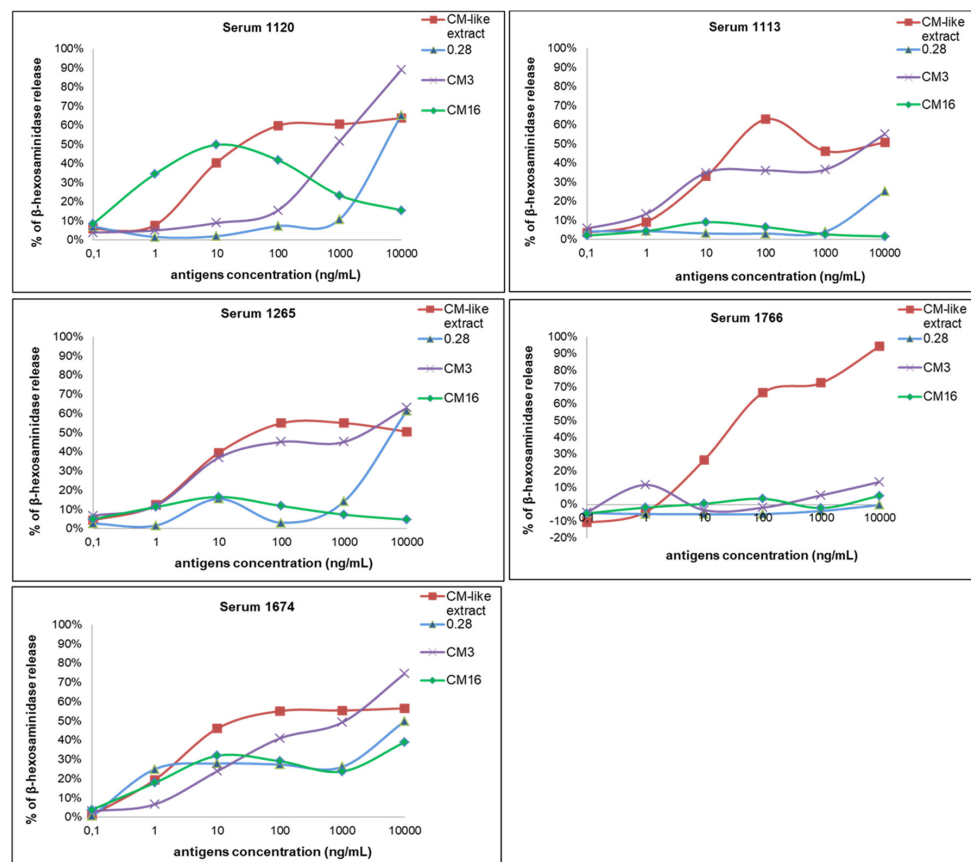 Serum 1120
CM-like
extract
0.28
CM3
CM16
% of β-hexosaminidase release
100%
90%
80%
70%
60%
50%
40%
30%
20%
10%
0%
0,1 1 10 100 1000 10000
antigens concentration (ng/mL)
Serum 1113
CM-like
extract
0.28
CM3
CM16
% of β-hexosaminidase release
100%
90%
80%
70%
60%
50%
40%
30%
20%
10%
0%
0,1 1 10 100 1000 10000
antigens concentration (ng/mL)
Serum 1265
CM-like
extract
0.28
CM3
CM16
% of β-hexosaminidase release
100%
90%
80%
70%
60%
50%
40%
30%
20%
10%
0%
0,1 1 10 100 1000 10000
antigens concentration (ng/mL)
Serum 1766
CM-like
extract
0.28
CM3
CM16
% of β-hexosaminidase release
100%
90%
80%
70%
60%
50%
40%
30%
20%
10%
0%
-10%
-20%
0,1 1 10 100 1000 10000
antigens concentration (ng/mL)
Serum 1674
CM-like
extract
0.28
CM3
CM16
% of β-hexosaminidase release
100%
90%
80%
70%
60%
50%
40%
30%
20%
10%
0%
0,1 1 10 100 1000 10000
antigens concentration (ng/mL)